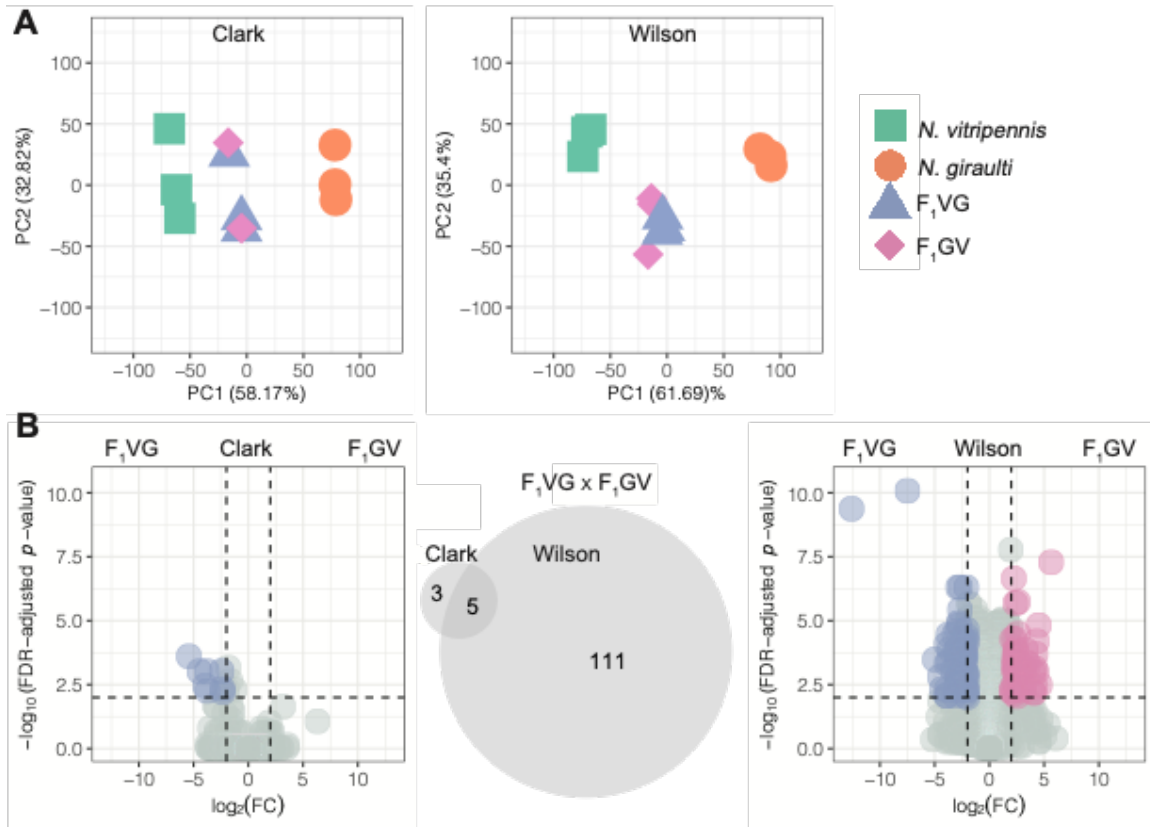 A
Clark
PC2 (32.82%)
100
50
0
−50
−100
−100 −50 0 50 100
PC1 (58.17%)
Wilson
PC2 (35.4%)
100
50
0
−50
−100
−100 −50 0 50 100
PC1 (61.69)%
N. vitripennis
N. giraulti
F₁VG
F₁GV
B
F₁VG Clark F₁GV
−log₁₀(FDR−adjusted p −value)
10.0
7.5
5.0
2.5
0.0
−10 −5 0 5 10
log₂(FC)
F₁VG x F₁GV
Clark Wilson
3
5
111
F₁VG Wilson F₁GV
−log₁₀(FDR−adjusted p −value)
10.0
7.5
5.0
2.5
0.0
−10 −5 0 5 10
log₂(FC)